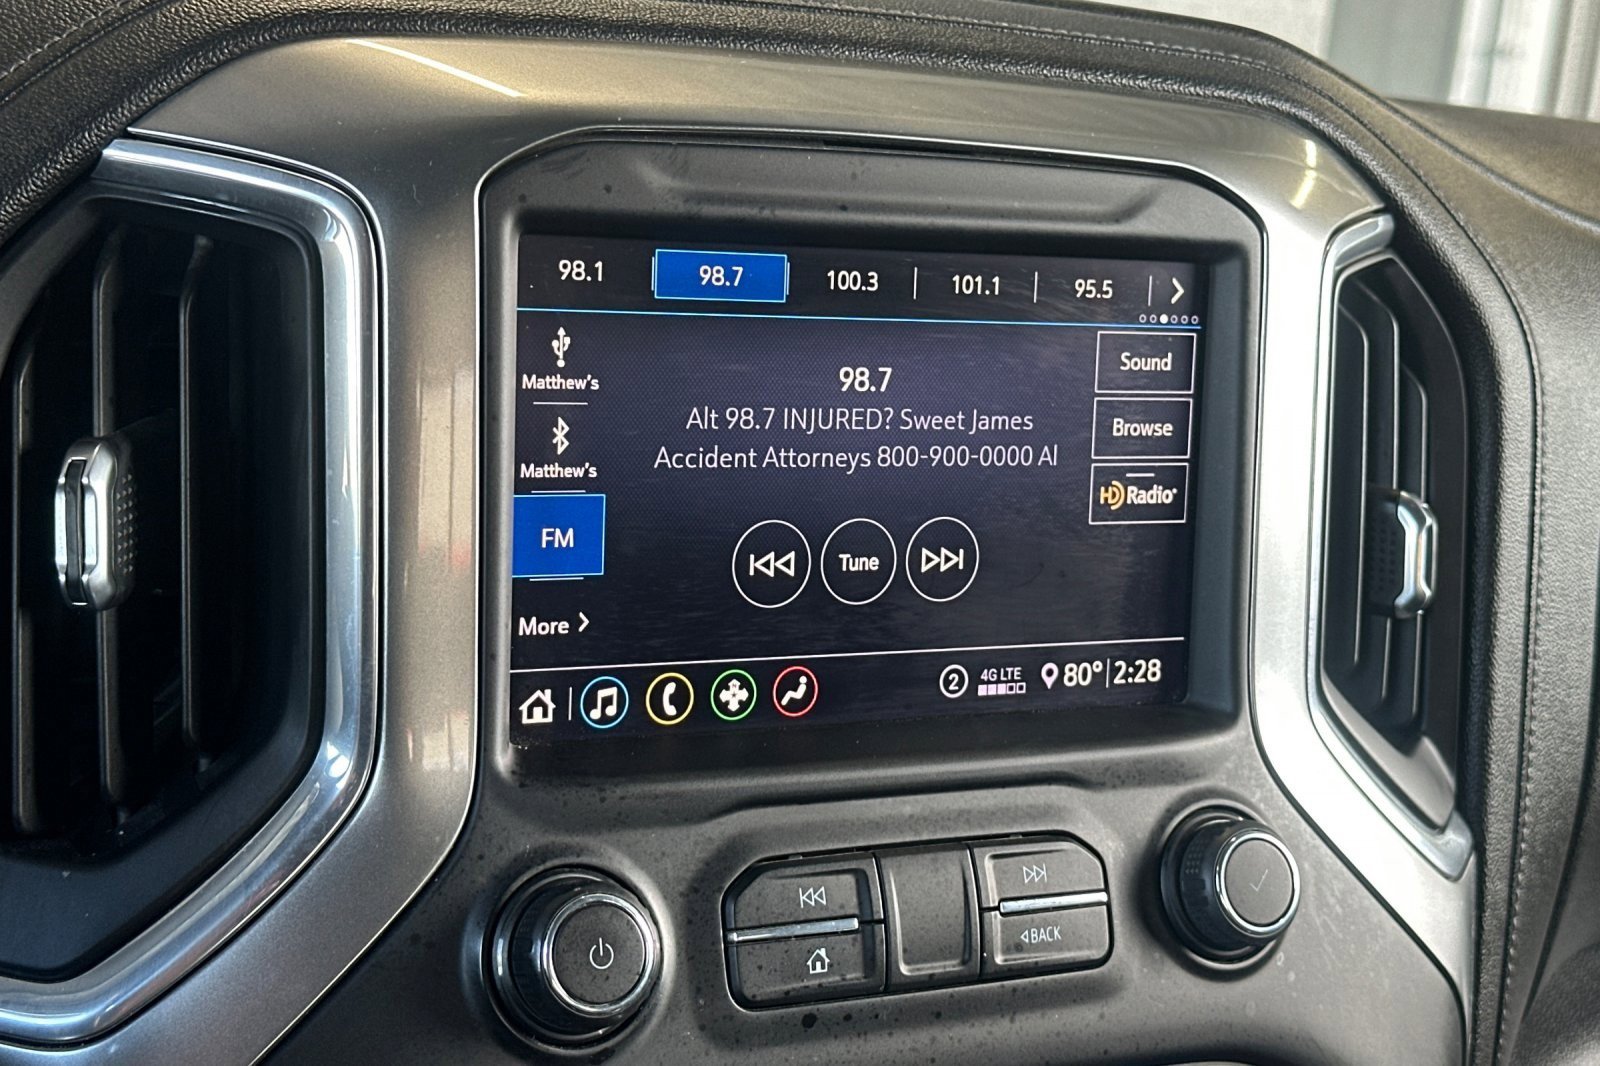 98.1
98.7
100.3
101.1
95.5
Matthew's
Matthew's
FM
More
98.7
Alt 98.7 INJURED? Sweet James
Accident Attorneys 800-900-0000 Al
Tune
Sound
Browse
HD Radio
2
4G LTE
80° 2:28
BACK